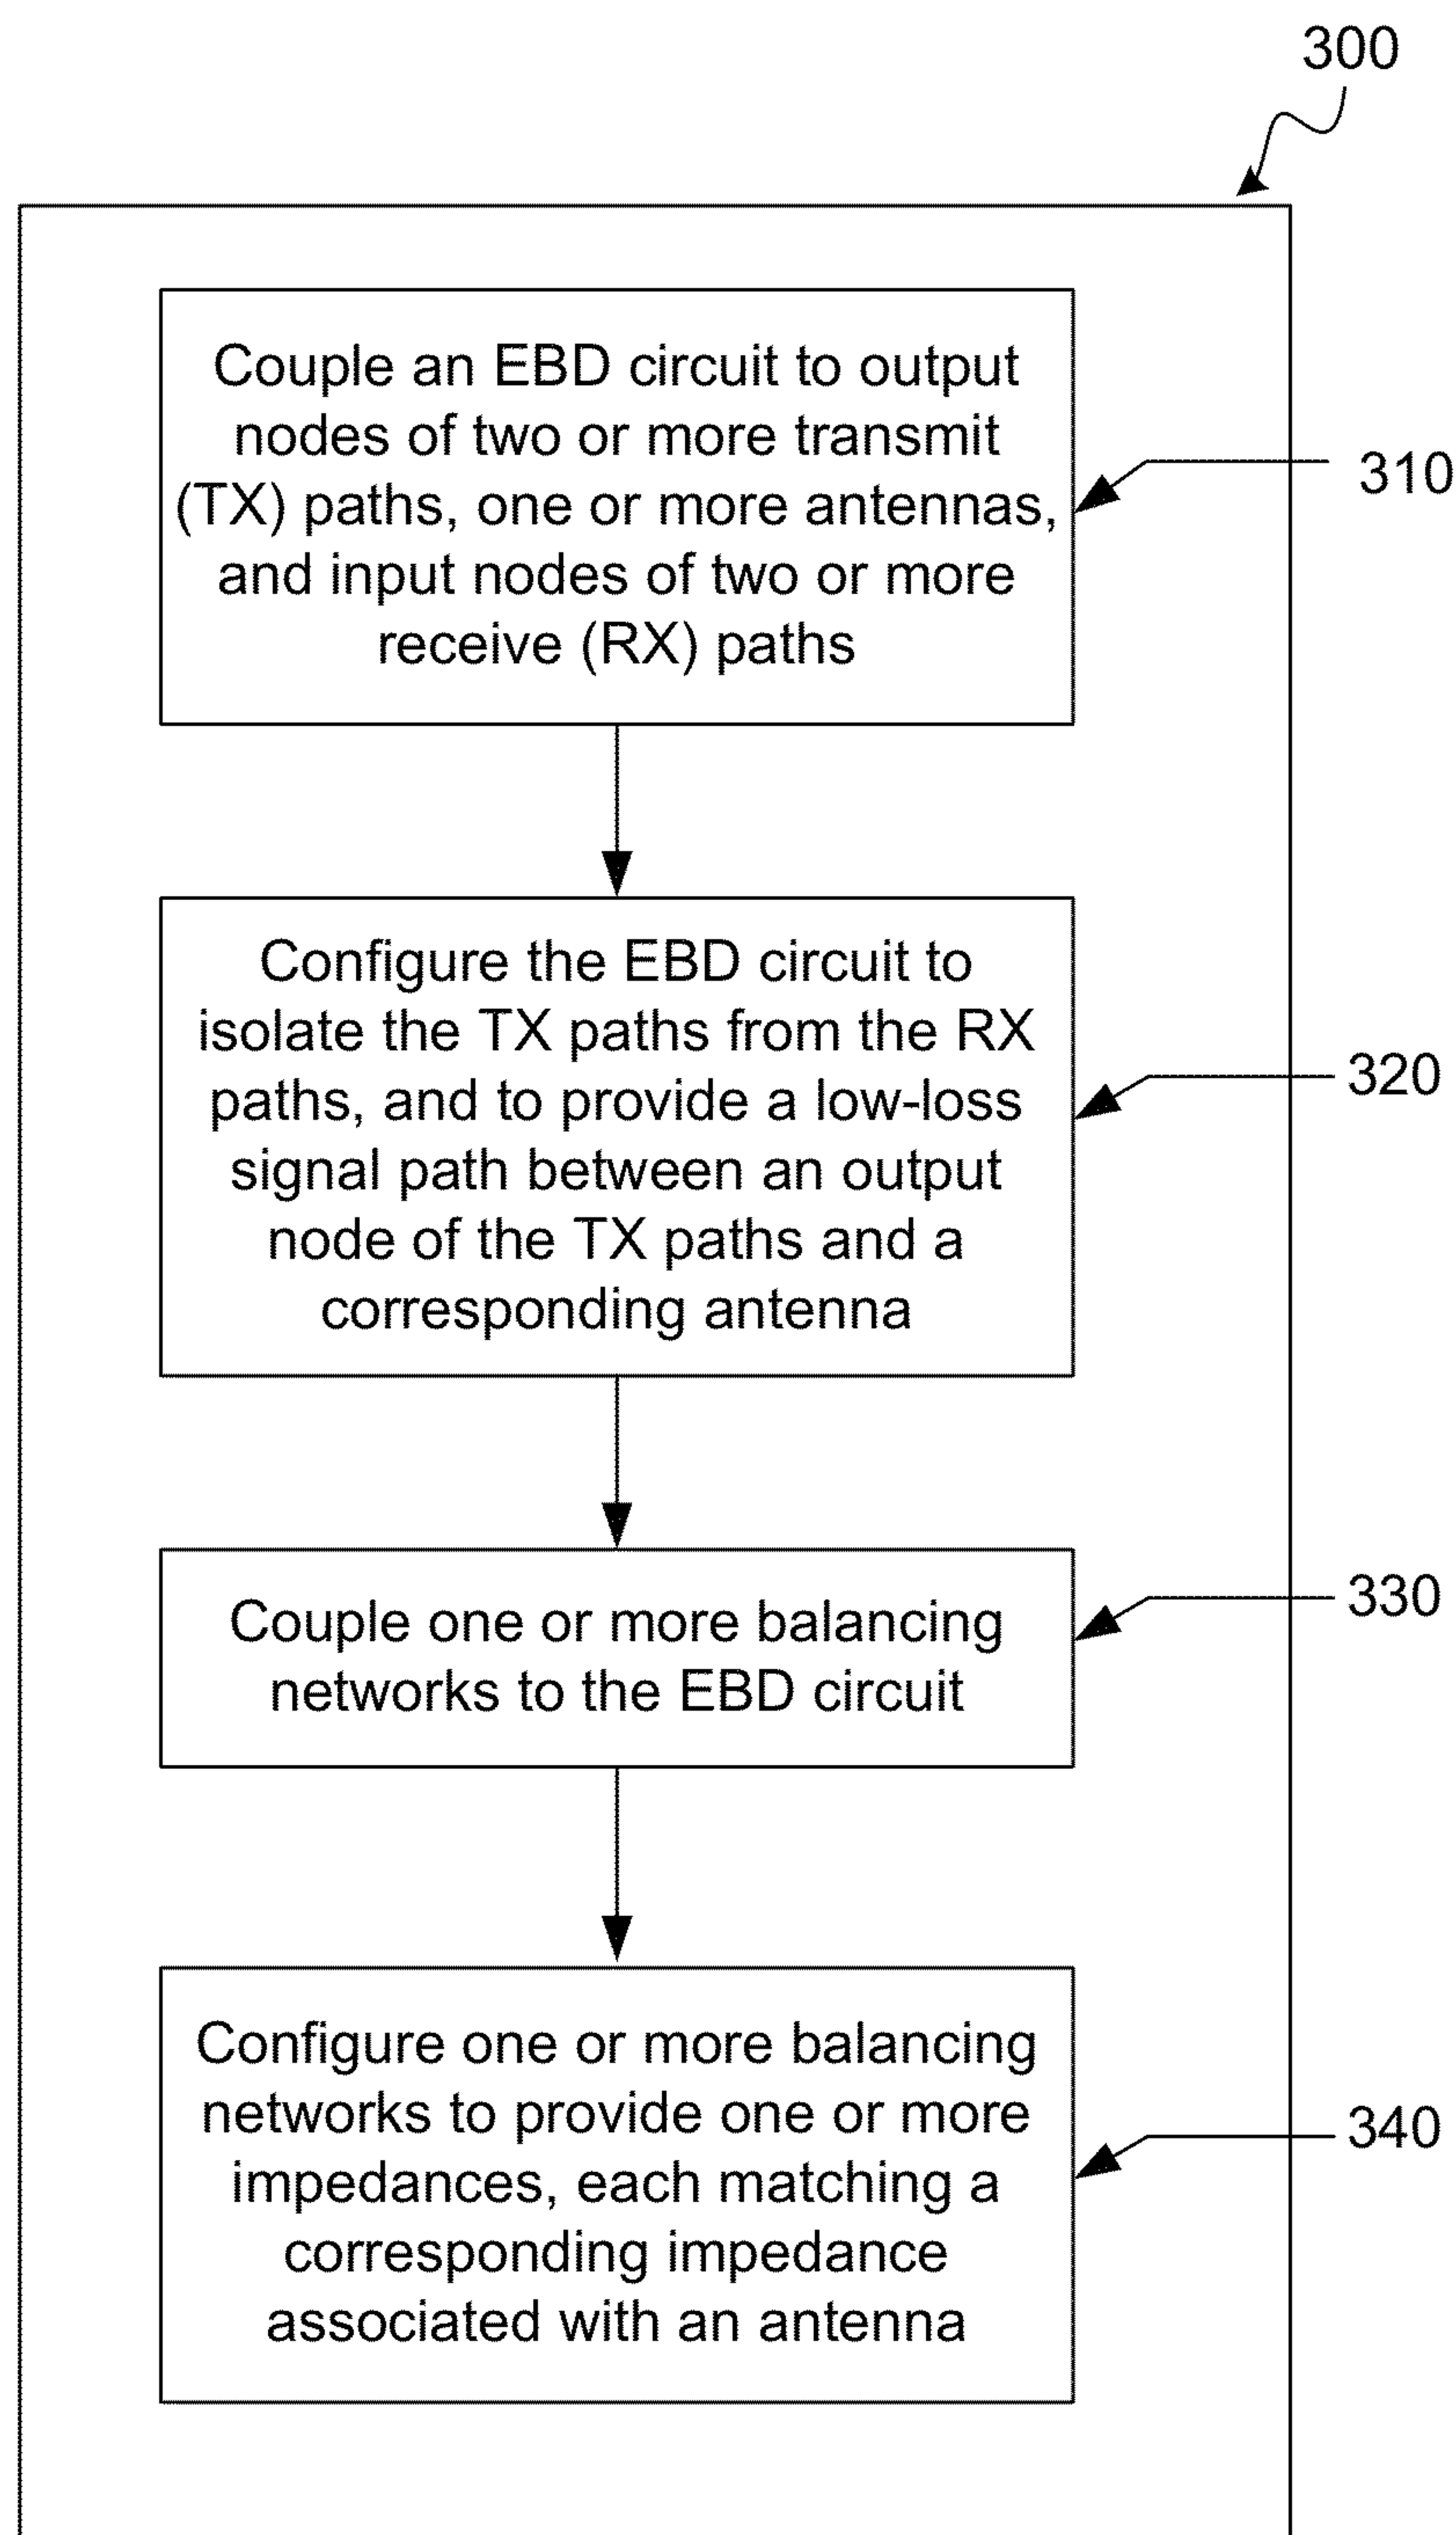 300
Couple an EBD circuit to output
nodes of two or more transmit
(TX) paths, one or more antennas,
and input nodes of two or more
receive (RX) paths
310
Configure the EBD circuit to
isolate the TX paths from the RX
paths, and to provide a low-loss
signal path between an output
node of the TX paths and a
corresponding antenna
320
Couple one or more balancing
networks to the EBD circuit
330
Configure one or more balancing
networks to provide one or more
impedances, each matching a
corresponding impedance
associated with an antenna
340